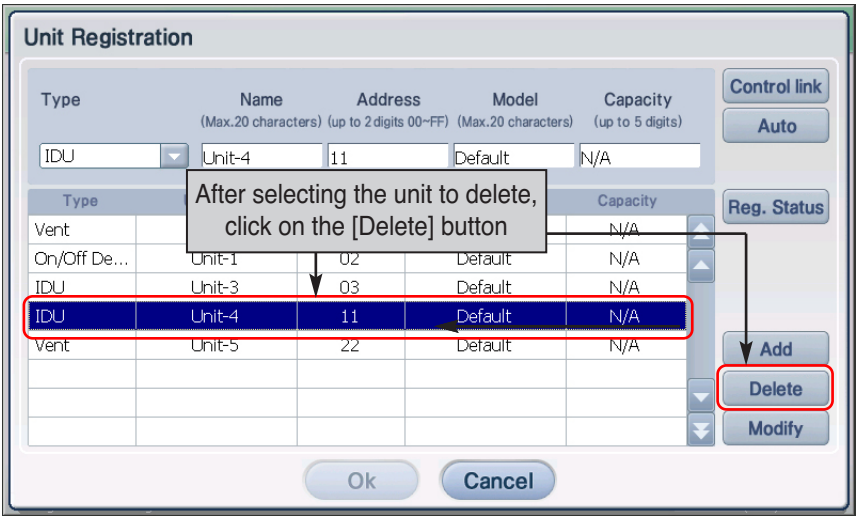 Unit Registration
Type Name Address Model Capacity Control link
(Max.20 characters) (up to 2 digits 00~FF) (Max.20 characters) (up to 5 digits)
Auto
IDU Unit-4 11 Default N/A
After selecting the unit to delete,
click on the [Delete] button
Type Capacity Reg. Status
Vent N/A
On/Off De... Unit-1 02 Default N/A
IDU Unit-3 03 Default N/A
IDU Unit-4 11 Default N/A
Vent Unit-5 22 Default N/A
Add
Delete
Modify
Ok Cancel